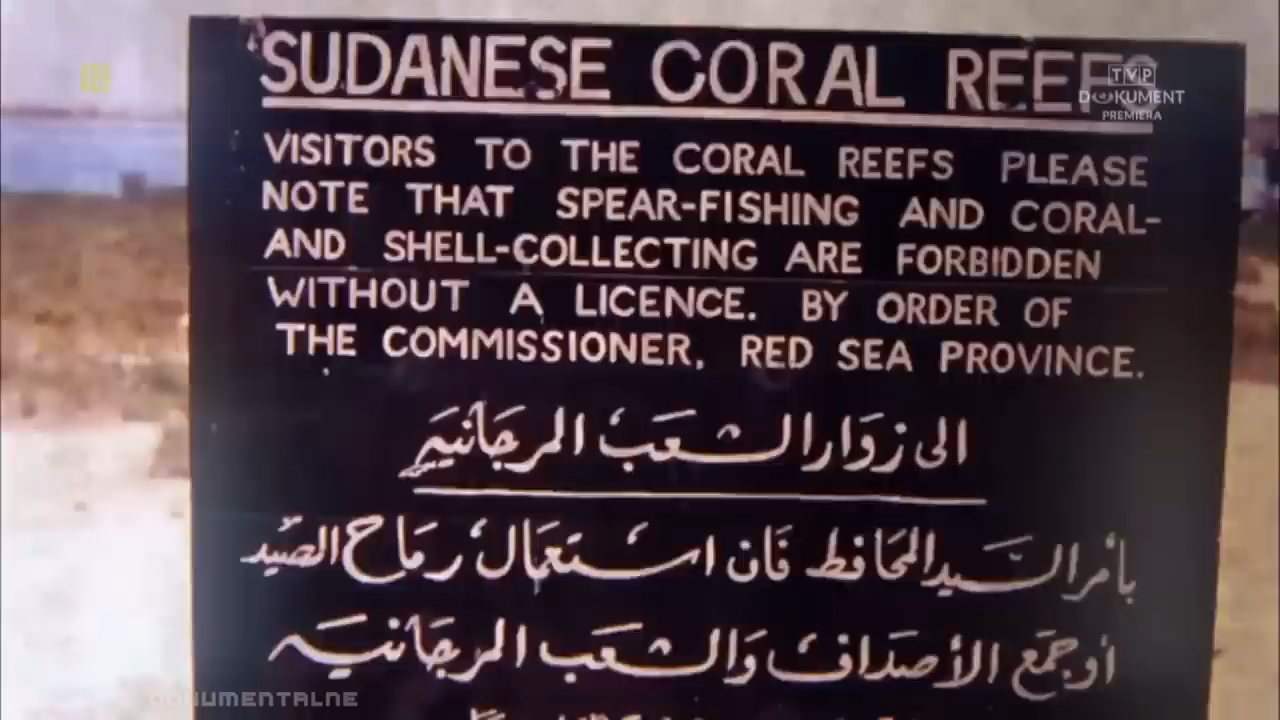 SUDANESE CORAL REEFS
TVP
DOKUMENT
PREMIERA
VISITORS TO THE CORAL REEFS PLEASE
NOTE THAT SPEAR-FISHING AND CORAL-
AND SHELL-COLLECTING ARE FORBIDDEN
WITHOUT A LICENCE. BY ORDER OF
THE COMMISSIONER, RED SEA PROVINCE.
الى زوار الشعب المرجانيه
بأمر السيد المحافظ فان استعمال رماح الصيد
أو جمع الأصداف والشعب المرجانيه
DOKUMENTALNE